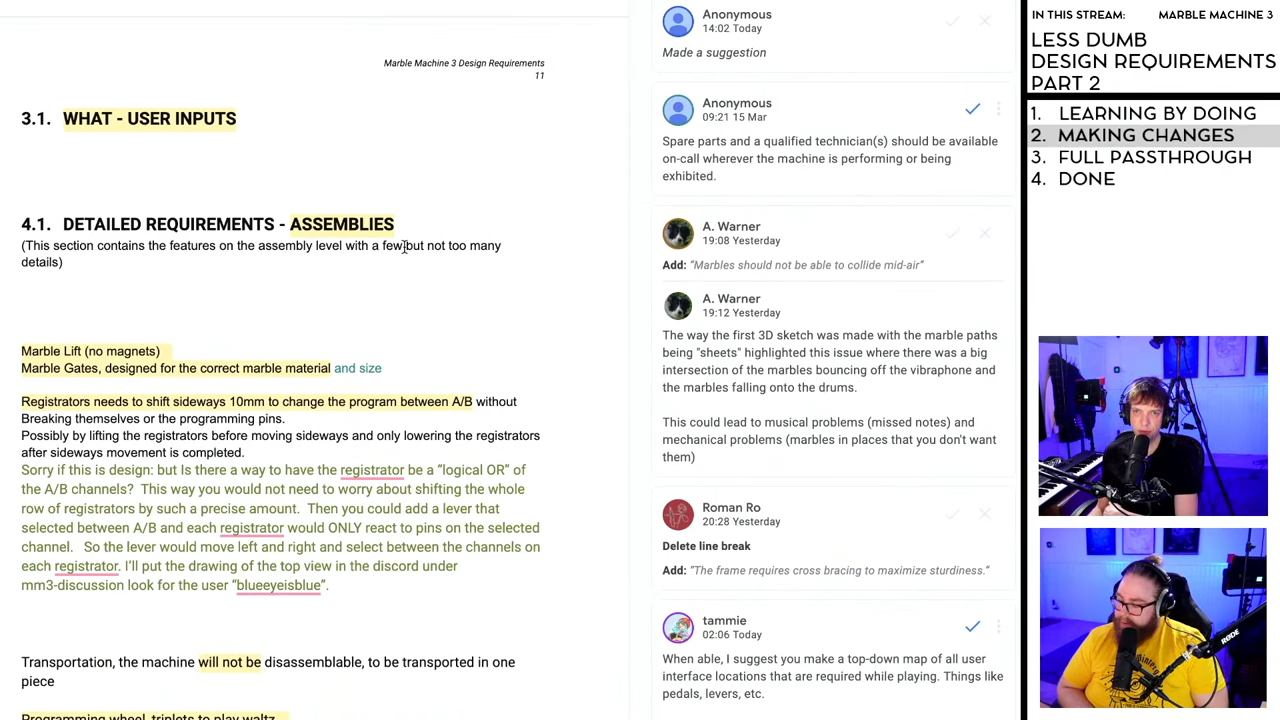 Marble Machine 3 Design Requirements
11
3.1. WHAT - USER INPUTS
4.1. DETAILED REQUIREMENTS - ASSEMBLIES
(This section contains the features on the assembly level with a few but not too many
details)
Marble Lift (no magnets)
Marble Gates, designed for the correct marble material and size
Registrators needs to shift sideways 10mm to change the program between A/B without
Breaking themselves or the programming pins.
Possibly by lifting the registrators before moving sideways and only lowering the registrators
after sideways movement is completed.
Sorry if this is design: but Is there a way to have the registrator be a “logical OR” of
the A/B channels?  This way you would not need to worry about shifting the whole
row of registrators by such a precise amount.  Then you could add a lever that
selected between A/B and each registrator would ONLY react to pins on the selected
channel.   So the lever would move left and right and select between the channels on
each registrator. I’ll put the drawing of the top view in the discord under
mm3-discussion look for the user “blueeyeisblue”.
Transportation, the machine will not be disassemblable, to be transported in one
piece
Programming wheel, triplets to play waltz
Anonymous
14:02 Today
Made a suggestion
Anonymous
09:21 15 Mar
Spare parts and a qualified technician(s) should be available
on-call wherever the machine is performing or being
exhibited.
A. Warner
19:08 Yesterday
Add: “Marbles should not be able to collide mid-air”
A. Warner
19:12 Yesterday
The way the first 3D sketch was made with the marble paths
being "sheets" highlighted this issue where there was a big
intersection of the marbles bouncing off the vibraphone and
the marbles falling onto the drums.
This could lead to musical problems (missed notes) and
mechanical problems (marbles in places that you don't want
them)
Roman Ro
20:28 Yesterday
Delete line break
Add: “The frame requires cross bracing to maximize sturdiness.”
tammie
02:06 Today
When able, I suggest you make a top-down map of all user
interface locations that are required while playing. Things like
pedals, levers, etc.
IN THIS STREAM: MARBLE MACHINE 3
LESS DUMB
DESIGN REQUIREMENTS
PART 2
1. LEARNING BY DOING
2. MAKING CHANGES
3. FULL PASSTHROUGH
4. DONE
RØDE